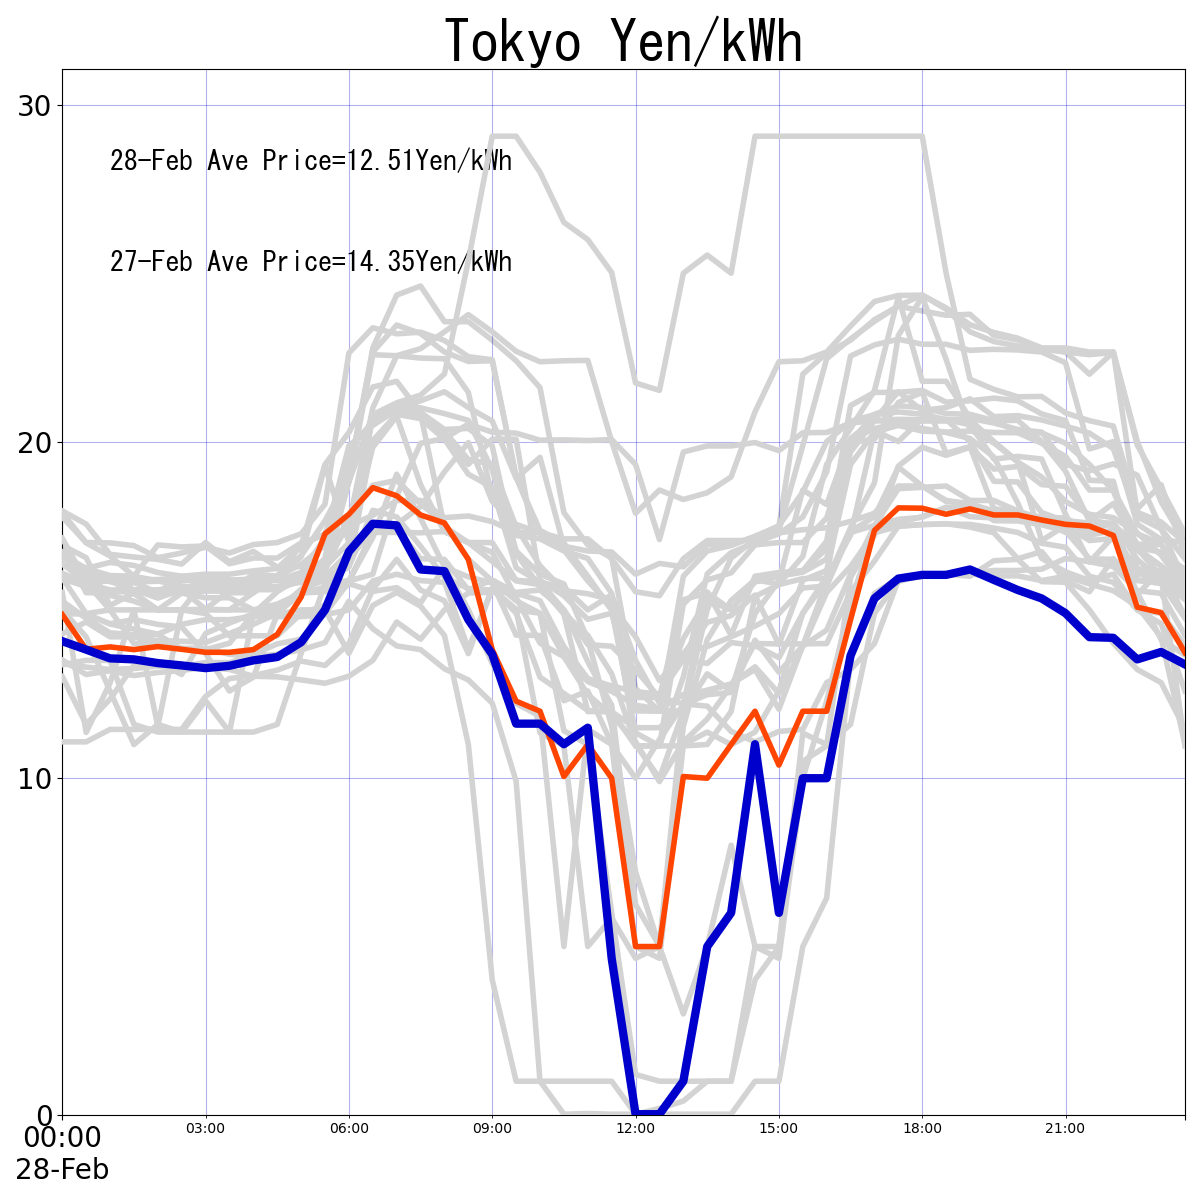 Tokyo Yen/kWh
30
28-Feb Ave Price=12.51Yen/kWh
27-Feb Ave Price=14.35Yen/kWh
20
10
0
00:00 03:00 06:00 09:00 12:00 15:00 18:00 21:00
28-Feb